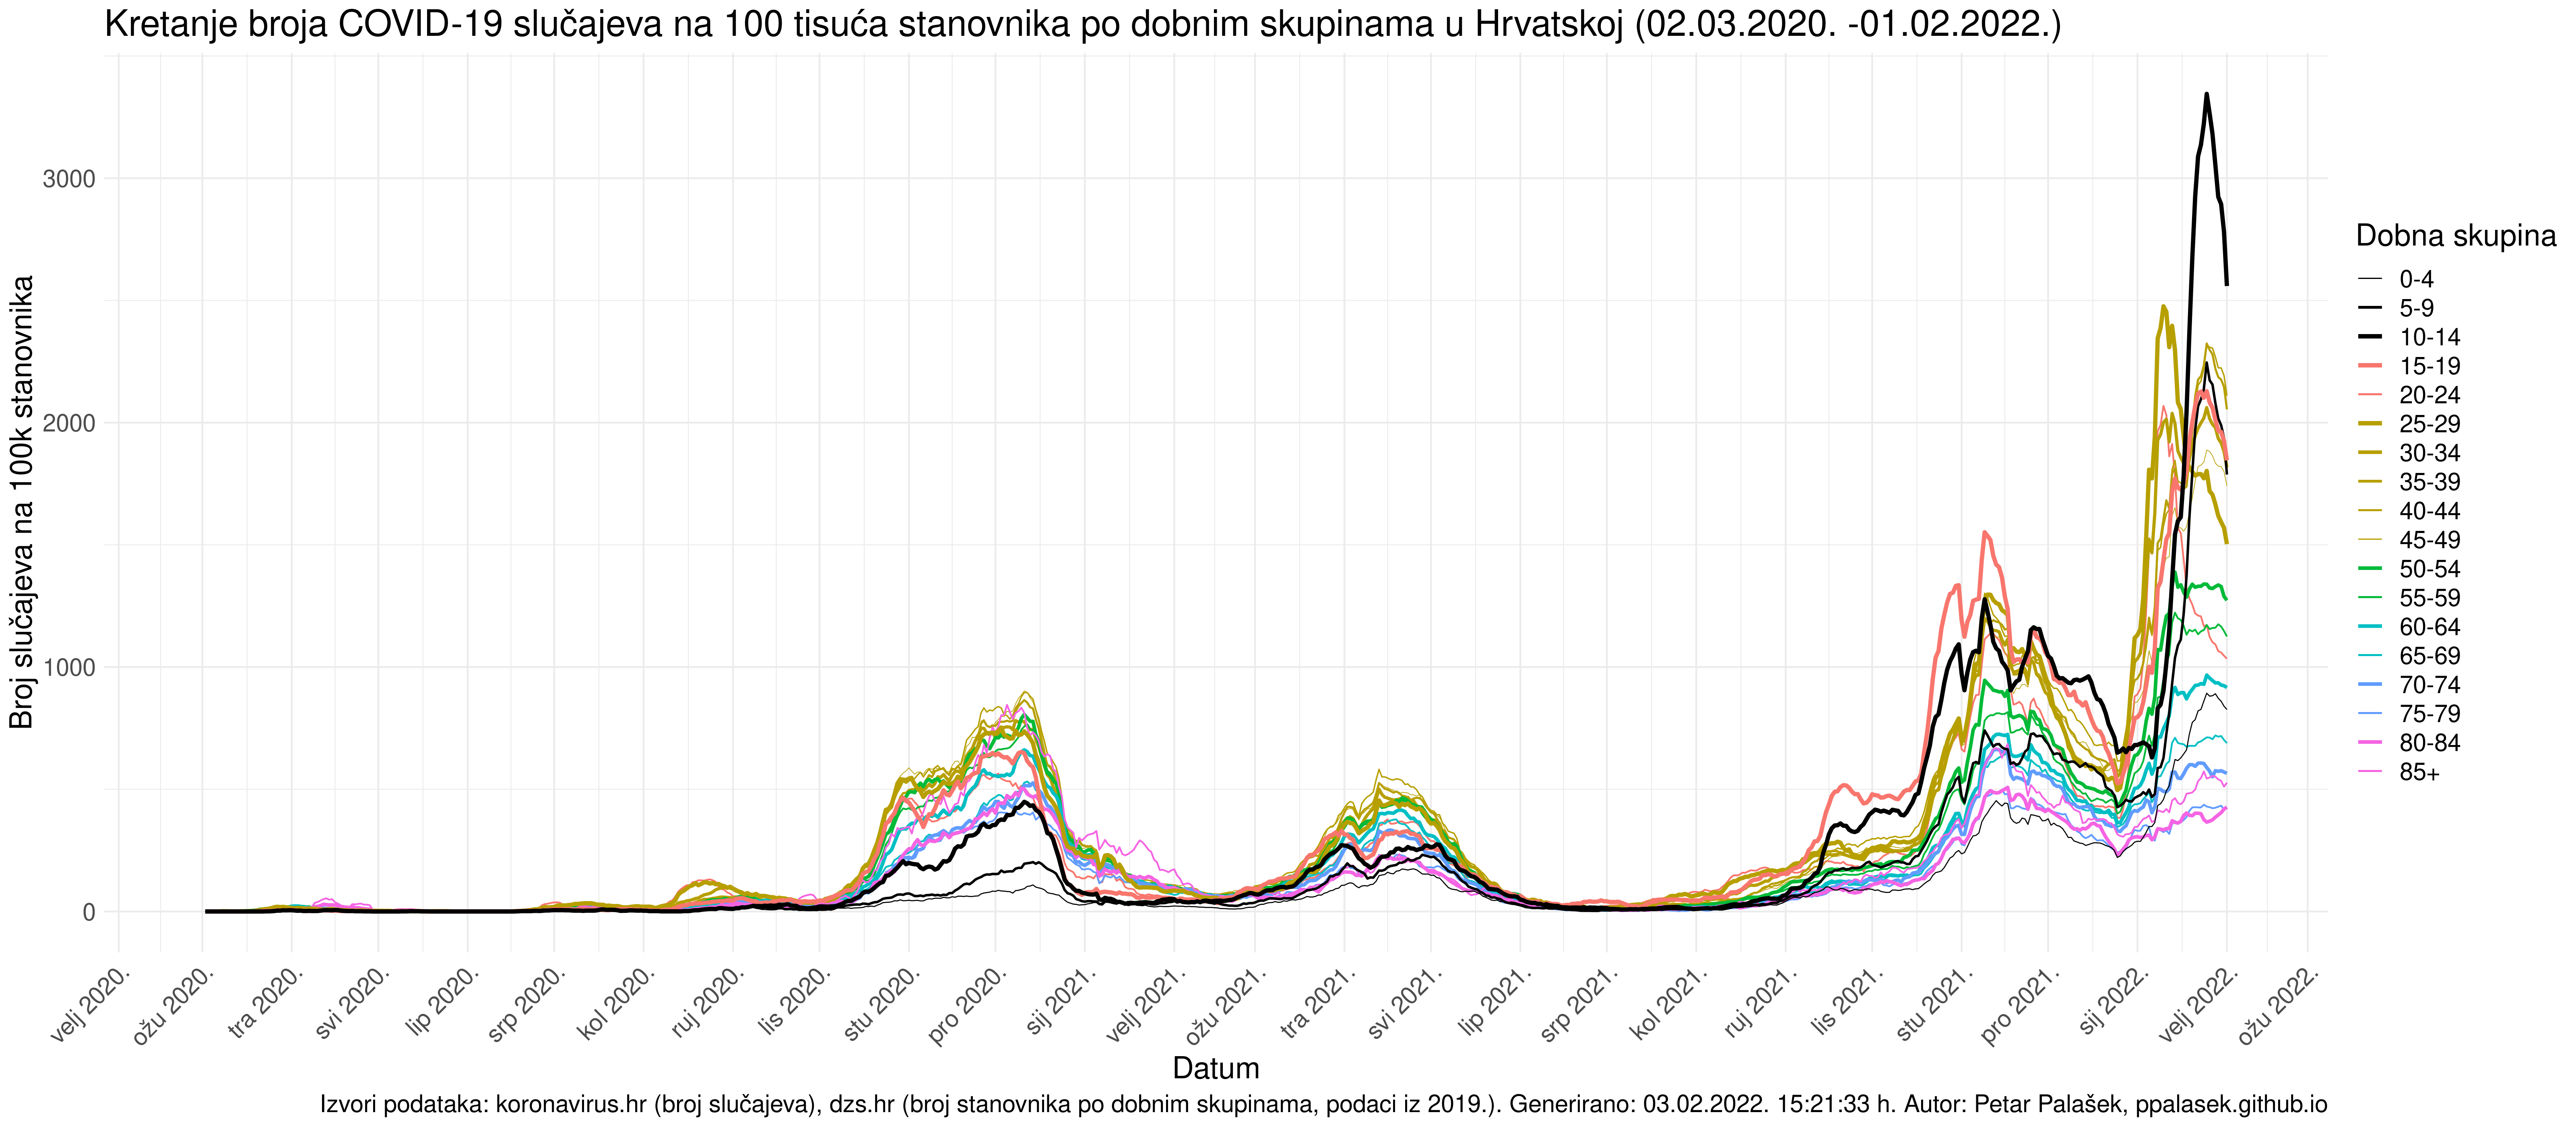 Kretanje broja COVID-19 slučajeva na 100 tisuća stanovnika po dobnim skupinama u Hrvatskoj (02.03.2020. -01.02.2022.)
Broj slučajeva na 100k stanovnika
3000
2000
1000
0
velj 2020.
ožu 2020.
tra 2020.
svi 2020.
lip 2020.
srp 2020.
kol 2020.
ruj 2020.
lis 2020.
stu 2020.
pro 2020.
sij 2021.
velj 2021.
ožu 2021.
tra 2021.
svi 2021.
lip 2021.
srp 2021.
kol 2021.
ruj 2021.
lis 2021.
stu 2021.
pro 2021.
sij 2022.
velj 2022.
ožu 2022.
Datum
Dobna skupina
0-4
5-9
10-14
15-19
20-24
25-29
30-34
35-39
40-44
45-49
50-54
55-59
60-64
65-69
70-74
75-79
80-84
85+
Izvori podataka: koronavirus.hr (broj slučajeva), dzs.hr (broj stanovnika po dobnim skupinama, podaci iz 2019.). Generirano: 03.02.2022. 15:21:33 h. Autor: Petar Palašek, ppalasek.github.io